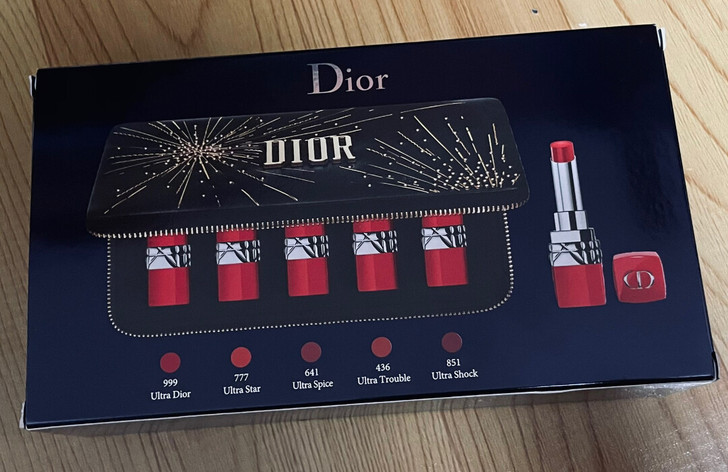 Dior
DIOR
999
Ultra Dior
777
Ultra Star
641
Ultra Spice
436
Ultra Trouble
851
Ultra Shock